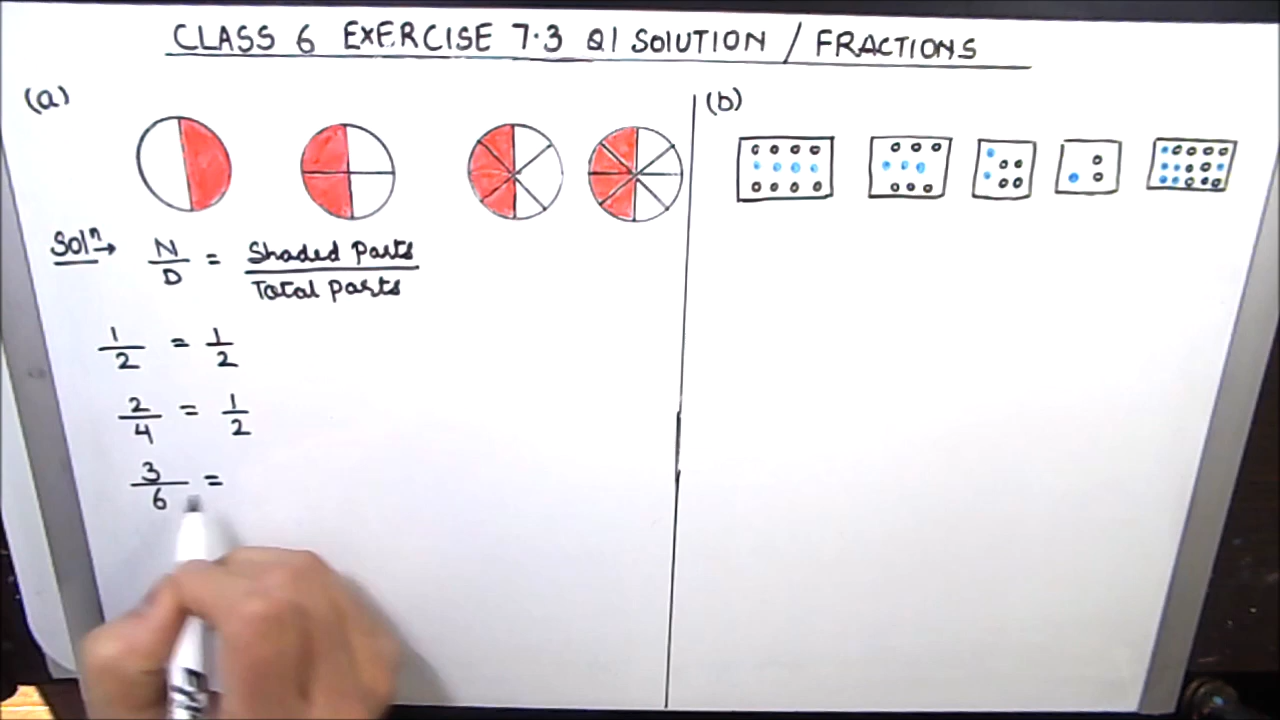 CLASS 6 EXERCISE 7.3 Q1 SOLUTION / FRACTIONS
(a)
(b)
Solⁿ→ N/D = Shaded Parts/Total Parts
1/2 = 1/2
2/4 = 1/2
3/6 =